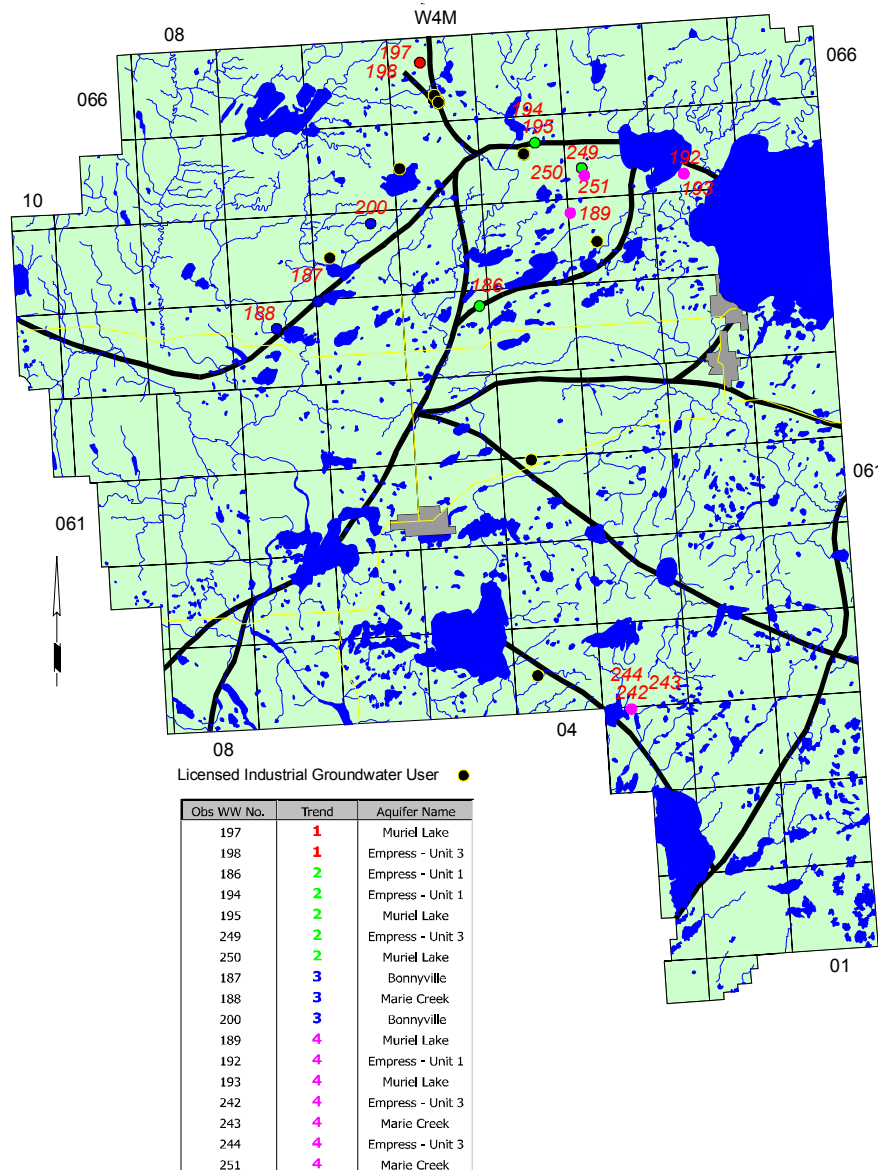 W4M
08
066
197
198
066
194
195
249
250
251
192
193
10
200
189
187
186
188
061
061
244
243
242
04
08
01
Licensed Industrial Groundwater User
Obs WW No. Trend Aquifer Name
197 1 Muriel Lake
198 1 Empress - Unit 3
186 2 Empress - Unit 1
194 2 Empress - Unit 1
195 2 Muriel Lake
249 2 Empress - Unit 3
250 2 Muriel Lake
187 3 Bonnyville
188 3 Marie Creek
200 3 Bonnyville
189 4 Muriel Lake
192 4 Empress - Unit 1
193 4 Muriel Lake
242 4 Empress - Unit 3
243 4 Marie Creek
244 4 Empress - Unit 3
251 4 Marie Creek